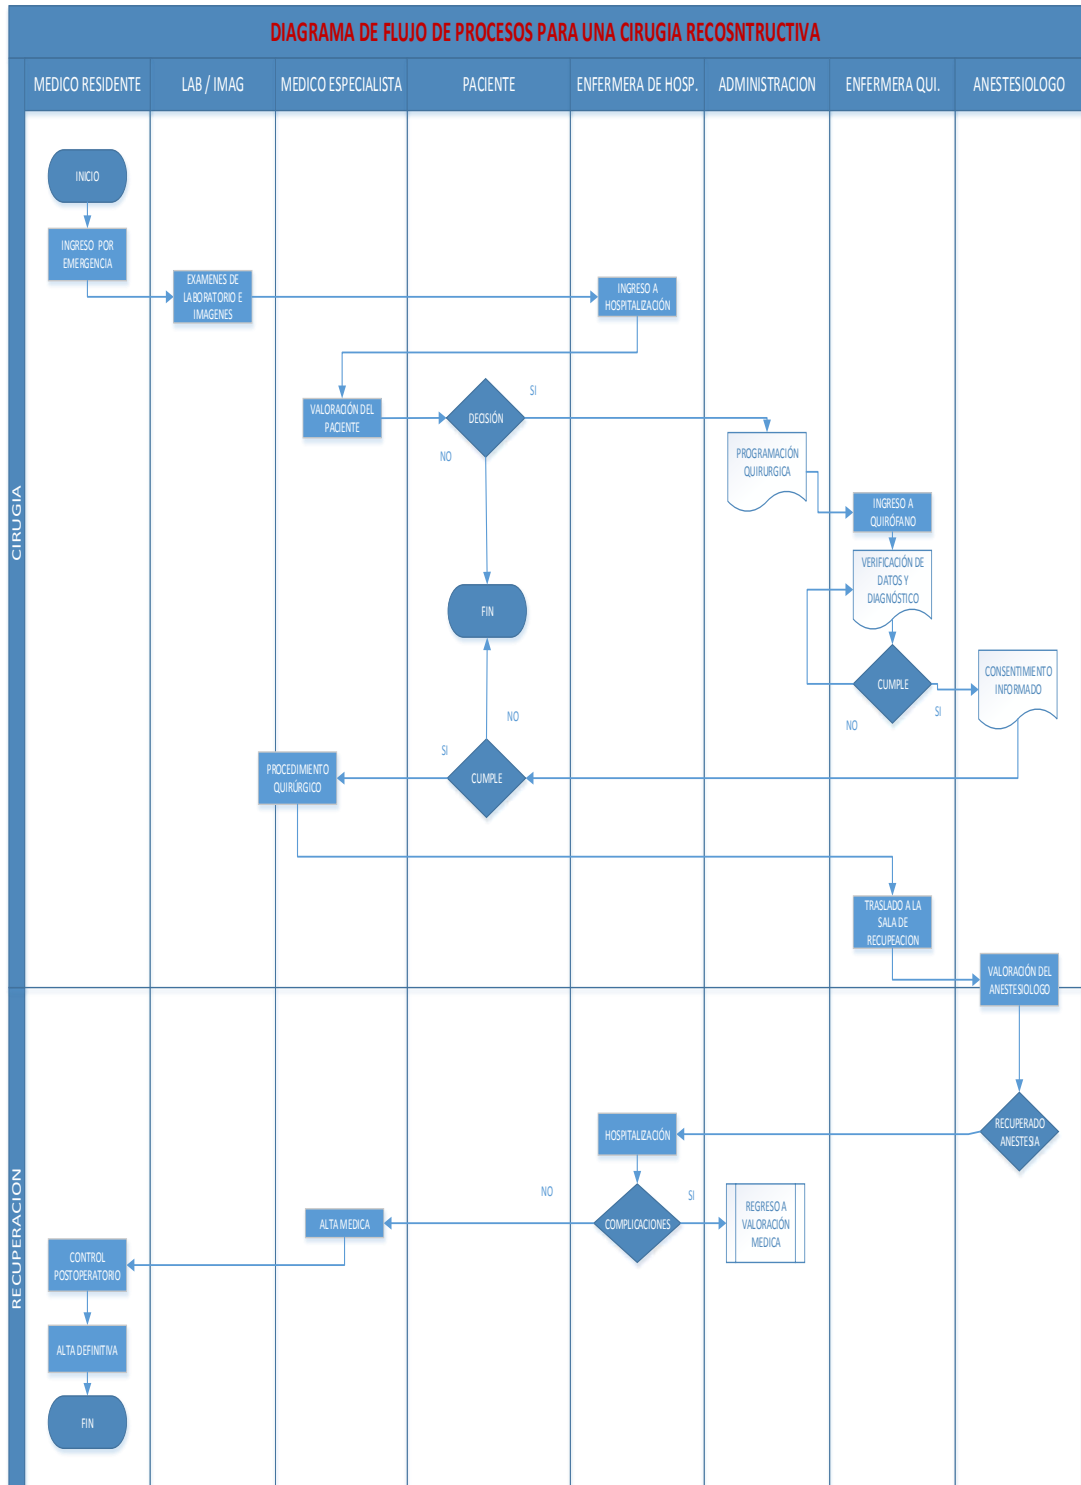 DIAGRAMA DE FLUJO DE PROCESOS PARA UNA CIRUGIA RECOSNTRUCTIVA
MEDICO RESIDENTE
LAB / IMAG
MEDICO ESPECIALISTA
PACIENTE
ENFERMERA DE HOSP.
ADMINISTRACION
ENFERMERA QUI.
ANESTESIOLOGO
CIRUGIA
INICIO
INGRESO POR
EMERGENCIA
EXAMENES DE
LABORATORIO E
IMAGENES
INGRESO A
HOSPITALIZACIÓN
VALORACIÓN DEL
PACIENTE
DECISIÓN
SI
NO
PROGRAMACIÓN
QUIRURGICA
INGRESO A
QUIRÓFANO
VERIFICACIÓN DE
DATOS Y
DIAGNÓSTICO
FIN
CUMPLE
SI
NO
CONSENTIMIENTO
INFORMADO
NO
SI
CUMPLE
PROCEDIMIENTO
QUIRÚRGICO
TRASLADO A LA
SALA DE
RECUPEACION
VALORACIÓN DEL
ANESTESIOLOGO
RECUPERACION
RECUPERADO
ANESTESIA
HOSPITALIZACIÓN
NO
SI
COMPLICACIONES
REGRESO A
VALORACIÓN
MEDICA
ALTA MEDICA
CONTROL
POSTOPERATORIO
ALTA DEFINITIVA
FIN